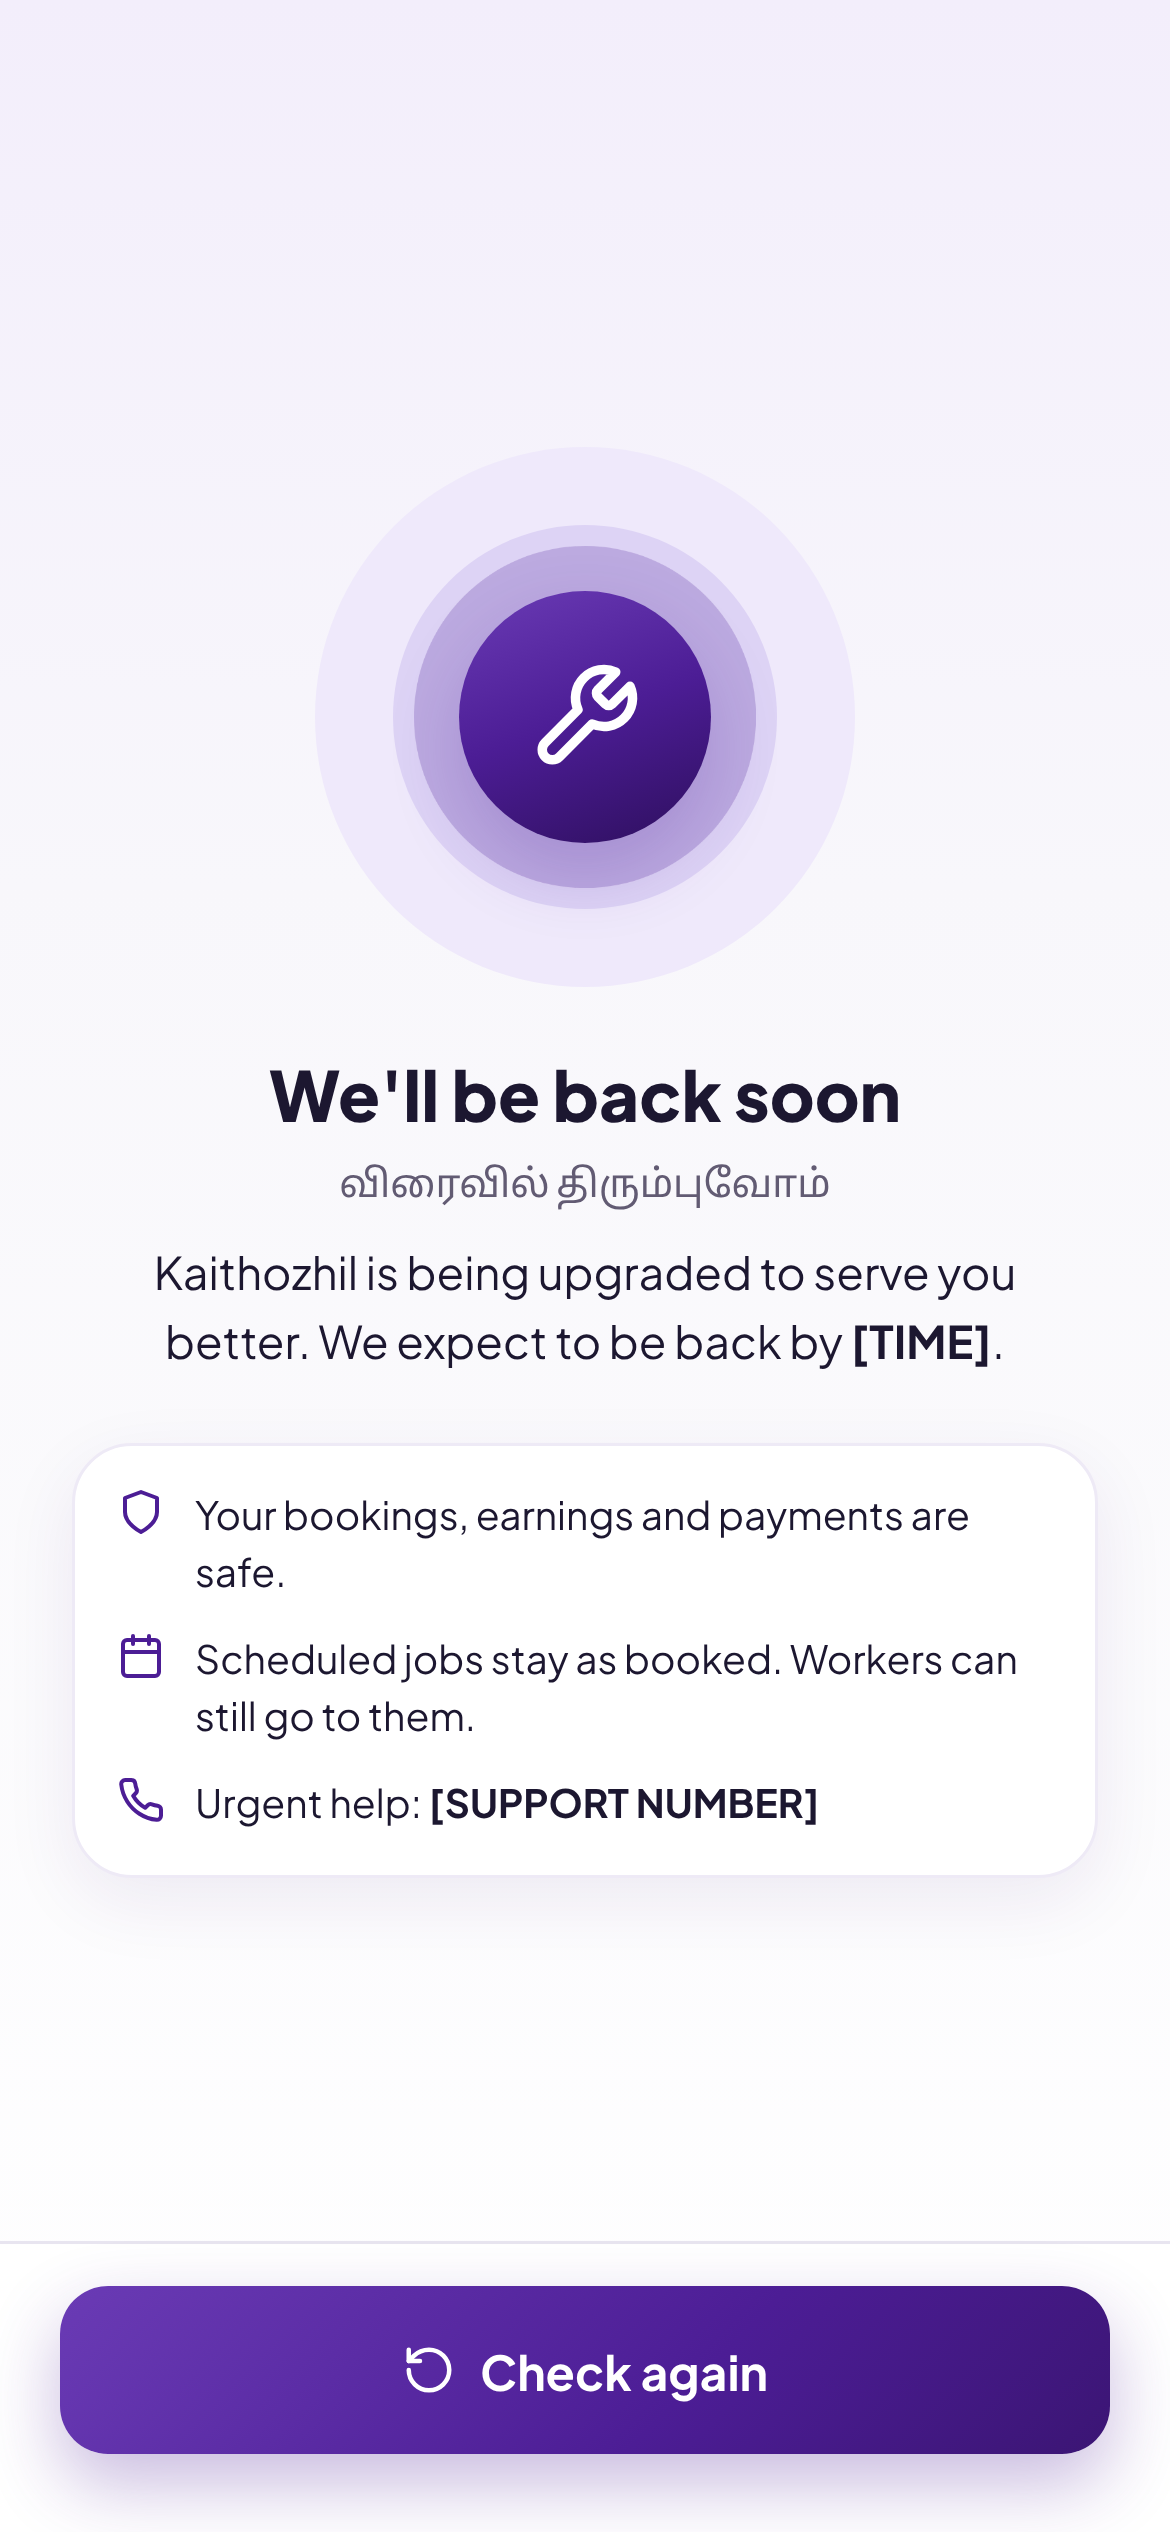 We'll be back soon
விரைவில் திரும்புவோம்
Kaithozhil is being upgraded to serve you
better. We expect to be back by [TIME].
Your bookings, earnings and payments are
safe.
Scheduled jobs stay as booked. Workers can
still go to them.
Urgent help: [SUPPORT NUMBER]
Check again